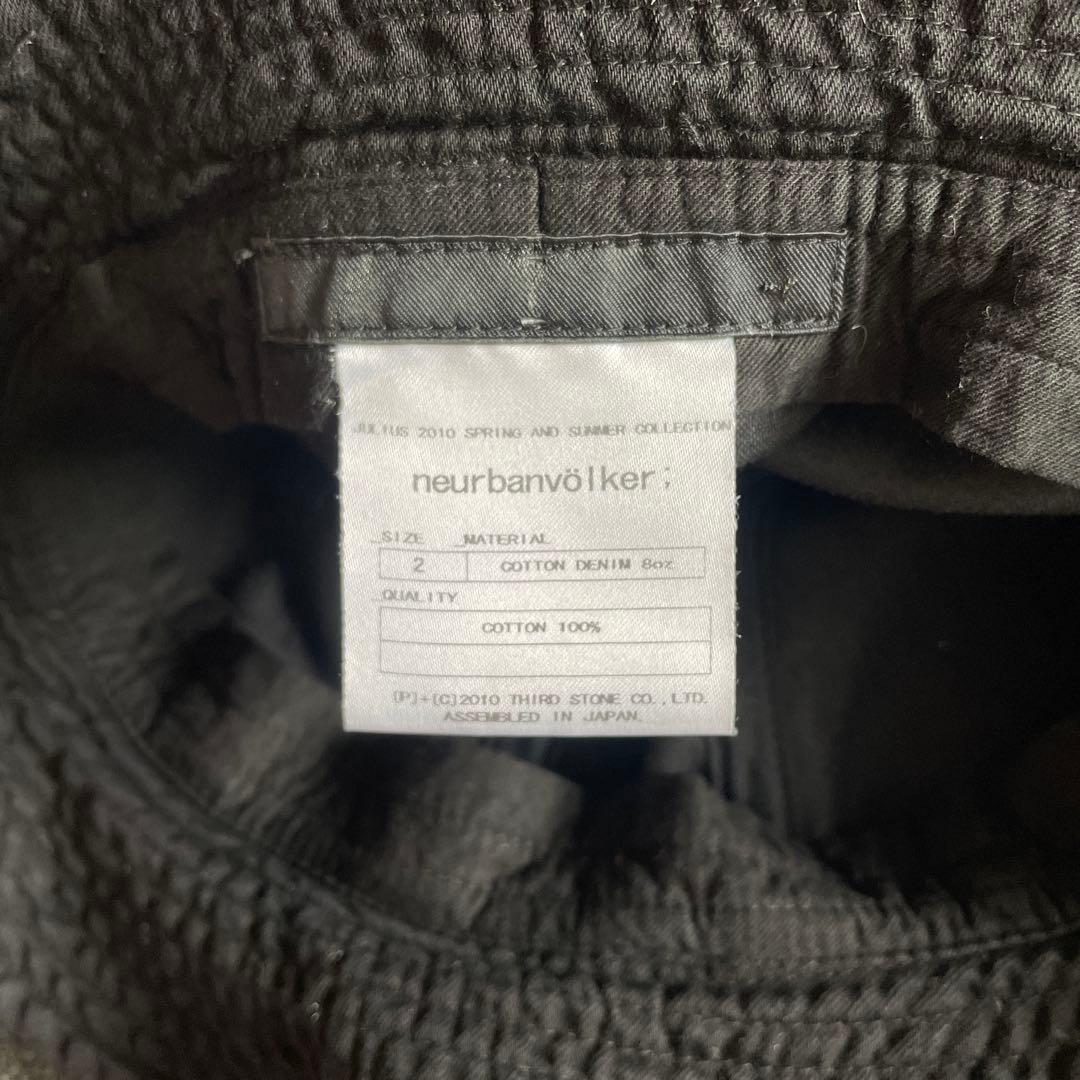 JULIUS 2010 SPRING AND SUMMER COLLECTION
neurbanvölker;
_SIZE _MATERIAL
2 COTTON DENIM 8oz
_QUALITY
COTTON 100%
[P]+[C]2010 THIRD STONE CO.,LTD.
ASSEMBLED IN JAPAN.